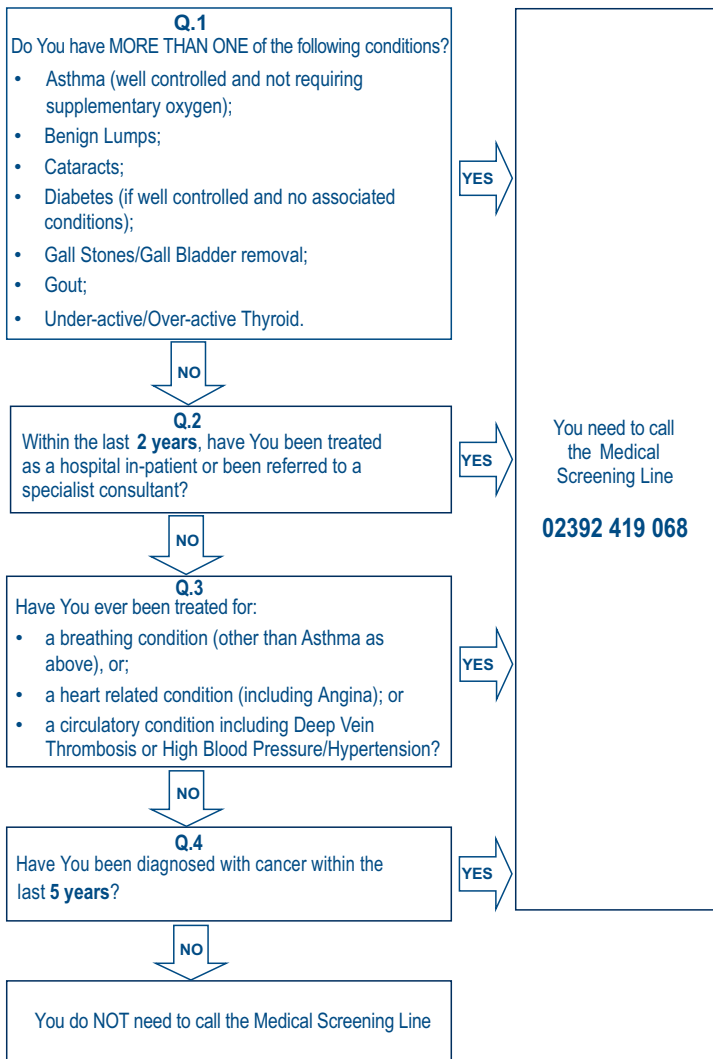 Q.1
Do You have MORE THAN ONE of the following conditions?
• Asthma (well controlled and not requiring
supplementary oxygen);
• Benign Lumps;
• Cataracts;
• Diabetes (if well controlled and no associated
conditions);
• Gall Stones/Gall Bladder removal;
• Gout;
• Under-active/Over-active Thyroid.
YES
NO
Q.2
Within the last 2 years, have You been treated
as a hospital in-patient or been referred to a
specialist consultant?
YES
You need to call
the Medical
Screening Line
02392 419 068
NO
Q.3
Have You ever been treated for:
• a breathing condition (other than Asthma as
above), or;
• a heart related condition (including Angina); or
• a circulatory condition including Deep Vein
Thrombosis or High Blood Pressure/Hypertension?
YES
NO
Q.4
Have You been diagnosed with cancer within the
last 5 years?
YES
NO
You do NOT need to call the Medical Screening Line